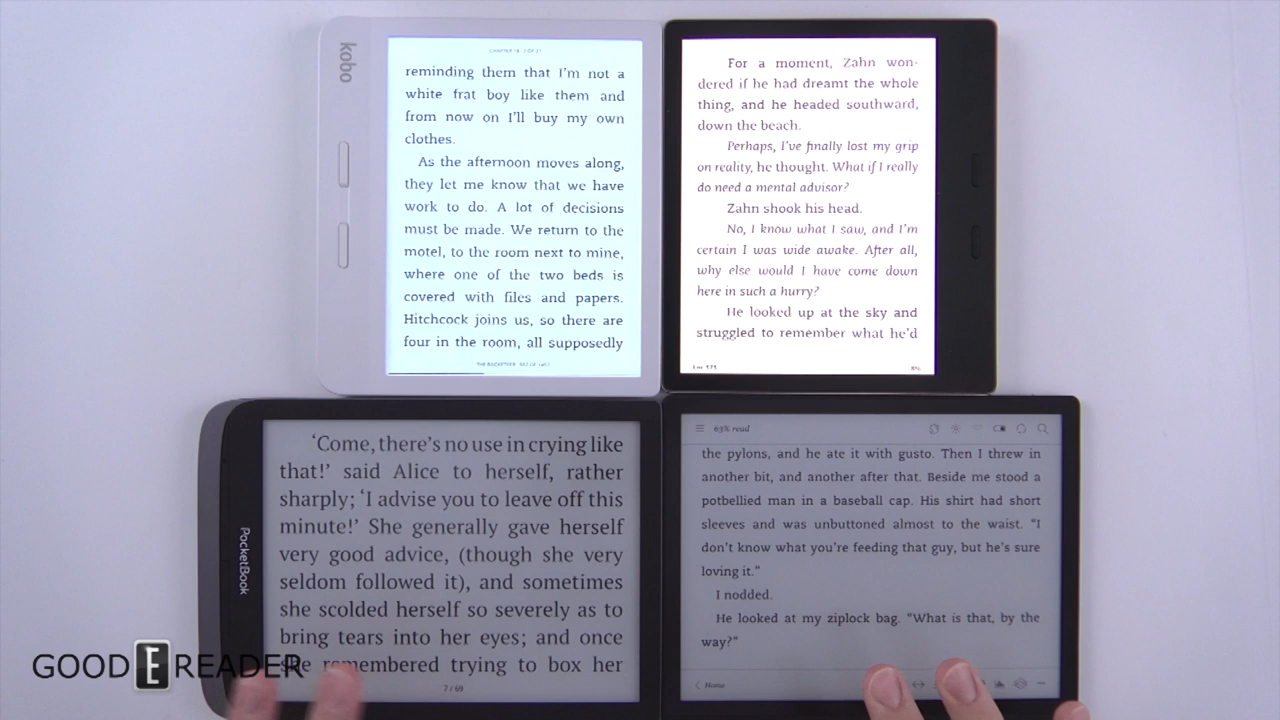 kobo
CHAPTER 18 · 7 OF 21
reminding them that I'm not a
white frat boy like them and
from now on I'll buy my own
clothes.
As the afternoon moves along,
they let me know that we have
work to do. A lot of decisions
must be made. We return to the
motel, to the room next to mine,
where one of the two beds is
covered with files and papers.
Hitchcock joins us, so there are
four in the room, all supposedly
THE RACKETEER
For a moment, Zahn won-
dered if he had dreamt the whole
thing, and he headed southward,
down the beach.
Perhaps, I've finally lost my grip
on reality, he thought. What if I really
do need a mental advisor?
Zahn shook his head.
No, I know what I saw, and I'm
certain I was wide awake. After all,
why else would I have come down
here in such a hurry?
He looked up at the sky and
struggled to remember what he'd
Loc 575 8%
PocketBook
'Come, there's no use in crying like
that!' said Alice to herself, rather
sharply; 'I advise you to leave off this
minute!' She generally gave herself
very good advice, (though she very
seldom followed it), and sometimes
she scolded herself so severely as to
bring tears into her eyes; and once
she remembered trying to box her
7 / 69
63% read
the pylons, and he ate it with gusto. Then I threw in
another bit, and another after that. Beside me stood a
potbellied man in a baseball cap. His shirt had short
sleeves and was unbuttoned almost to the waist. "I
don't know what you're feeding that guy, but he's sure
loving it."
I nodded.
He looked at my ziplock bag. "What is that, by the
way?"
Home
GOOD E READER